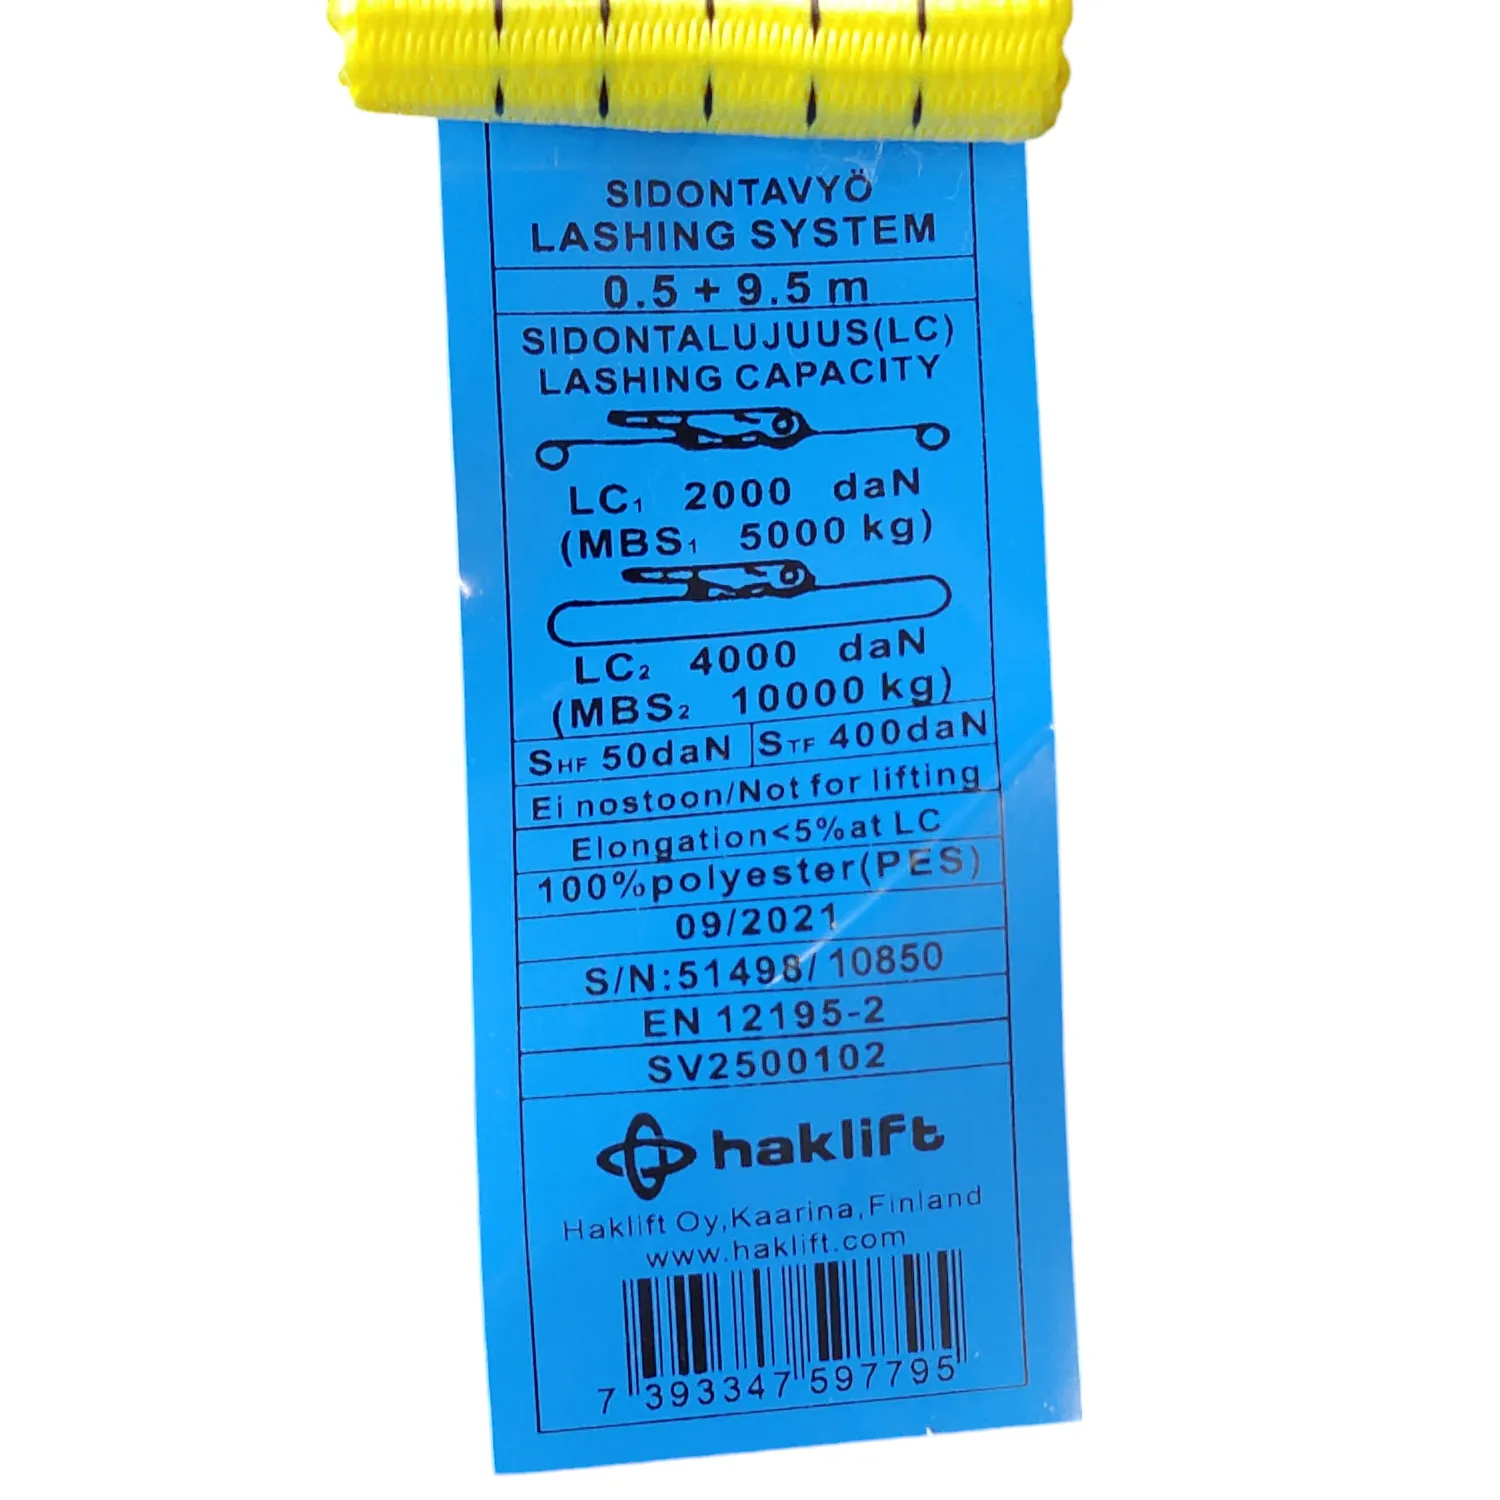 SIDONTAVYÖ
LASHING SYSTEM
0.5 + 9.5 m
SIDONTALUJUUS(LC)
LASHING CAPACITY
LC₁ 2000 daN
(MBS₁ 5000 kg)
LC₂ 4000 daN
(MBS₂ 10000 kg)
SHF 50daN STF 400daN
Ei nostoon/Not for lifting
Elongation<5%at LC
100%polyester(PES)
09/2021
S/N:51498/10850
EN 12195-2
SV2500102
haklift
Haklift Oy,Kaarina,Finland
www.haklift.com
7 393347 597795